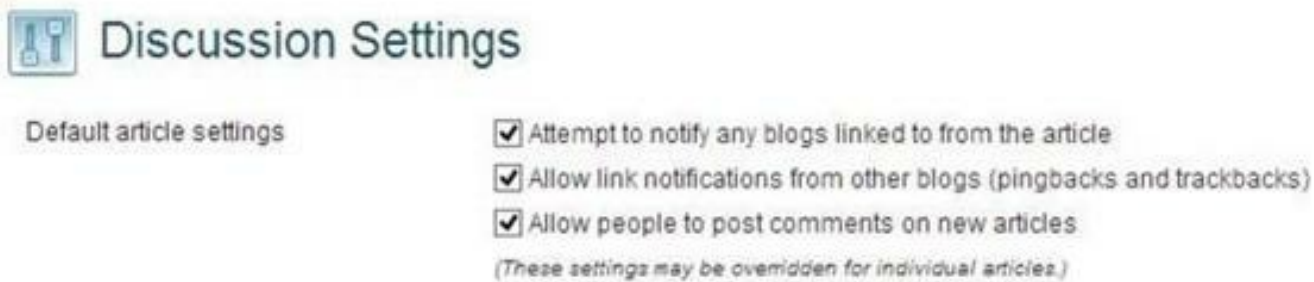 Discussion Settings
Default article settings
Attempt to notify any blogs linked to from the article
Allow link notifications from other blogs (pingbacks and trackbacks)
Allow people to post comments on new articles
(These settings may be overridden for individual articles.)